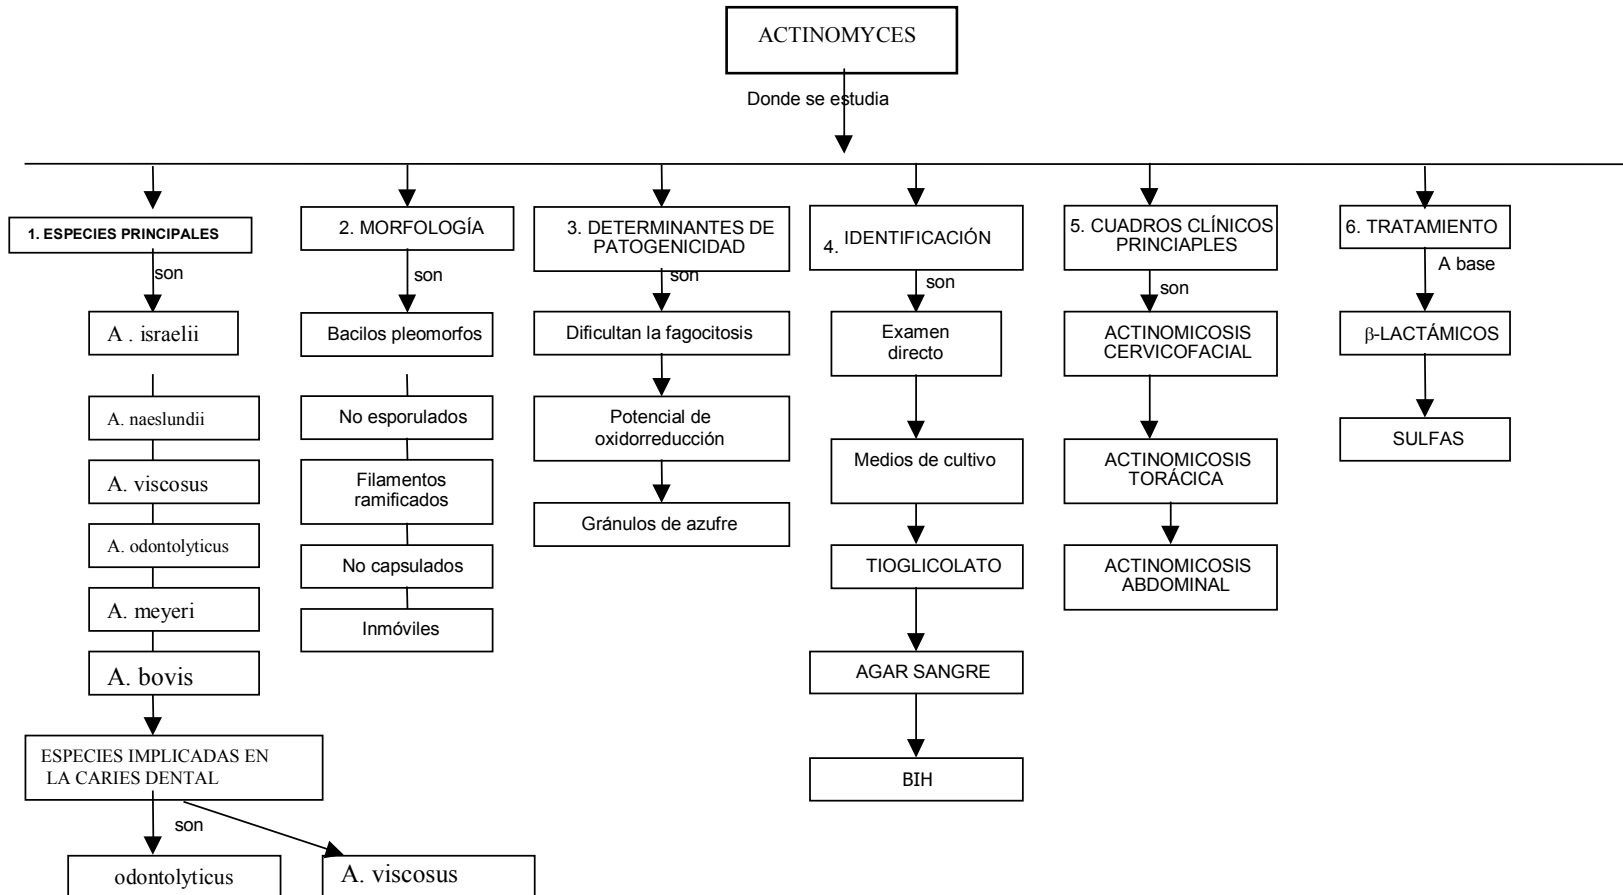 ACTINOMYCES
Donde se estudia
1. ESPECIES PRINCIPALES
son
A . israelii
A. naeslundii
A. viscosus
A. odontolyticus
A. meyeri
A. bovis
ESPECIES IMPLICADAS EN
LA CARIES DENTAL
son
odontolyticus
A. viscosus
2. MORFOLOGÍA
son
Bacilos pleomorfos
No esporulados
Filamentos
ramificados
No capsulados
Inmóviles
3. DETERMINANTES DE
PATOGENICIDAD
son
Dificultan la fagocitosis
Potencial de
oxidorreducción
Gránulos de azufre
4. IDENTIFICACIÓN
son
Examen
directo
Medios de cultivo
TIOGLICOLATO
AGAR SANGRE
BIH
5. CUADROS CLÍNICOS
PRINCIAPLES
son
ACTINOMICOSIS
CERVICOFACIAL
ACTINOMICOSIS
TORÁCICA
ACTINOMICOSIS
ABDOMINAL
6. TRATAMIENTO
A base
β-LACTÁMICOS
SULFAS